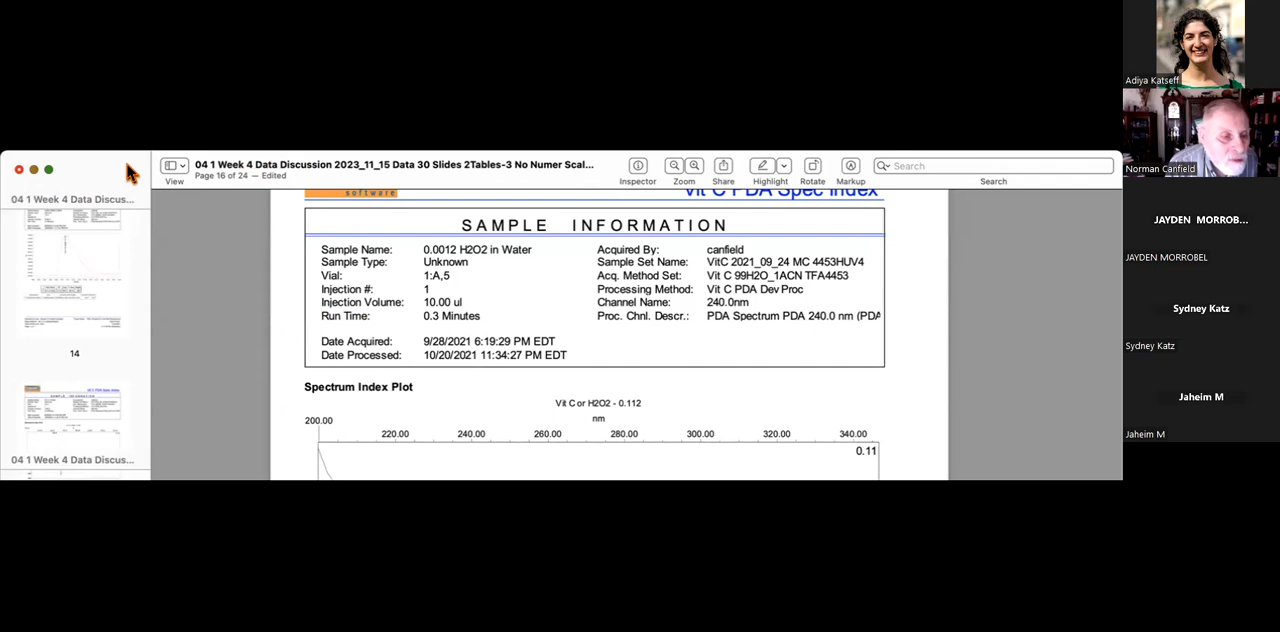 Adiya Katseff
Norman Canfield
JAYDEN MORROB...
JAYDEN MORROBEL
Sydney Katz
Sydney Katz
Jaheim M
Jaheim M
04 1 Week 4 Data Discussion 2023_11_15 Data 30 Slides 2Tables-3 No Numer Scal...
Page 16 of 24 — Edited
View
Inspector
Zoom
Share
Highlight
Rotate
Markup
Search
Search
04 1 Week 4 Data Discus...
14
04 1 Week 4 Data Discus...
software
Vit C PDA Spec Index
SAMPLE INFORMATION
Sample Name: 0.0012 H2O2 in Water
Sample Type: Unknown
Vial: 1:A,5
Injection #: 1
Injection Volume: 10.00 ul
Run Time: 0.3 Minutes
Date Acquired: 9/28/2021 6:19:29 PM EDT
Date Processed: 10/20/2021 11:34:27 PM EDT
Acquired By: canfield
Sample Set Name: VitC 2021_09_24 MC 4453HUV4
Acq. Method Set: Vit C 99H2O_1ACN TFA4453
Processing Method: Vit C PDA Dev Proc
Channel Name: 240.0nm
Proc. Chnl. Descr.: PDA Spectrum PDA 240.0 nm (PDA
Spectrum Index Plot
Vit C or H2O2 - 0.112
nm
200.00
220.00 240.00 260.00 280.00 300.00 320.00 340.00
0.11